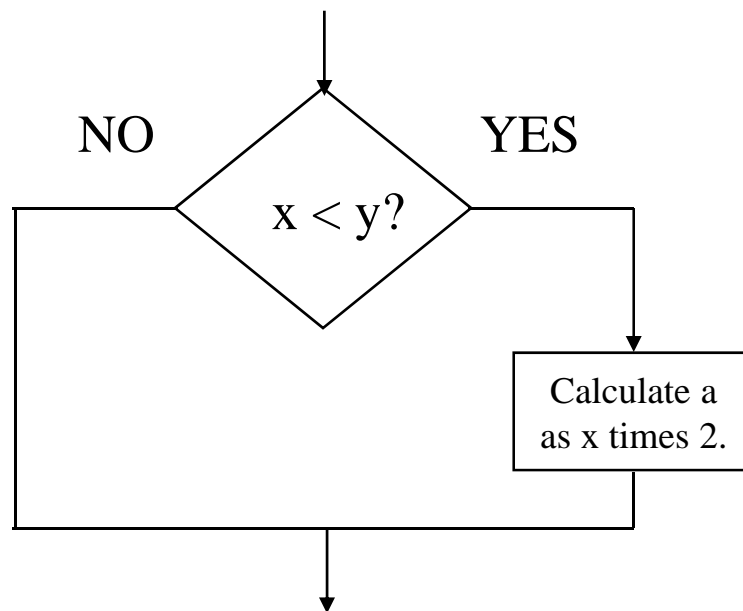 NO
YES
x < y?
Calculate a
as x times 2.